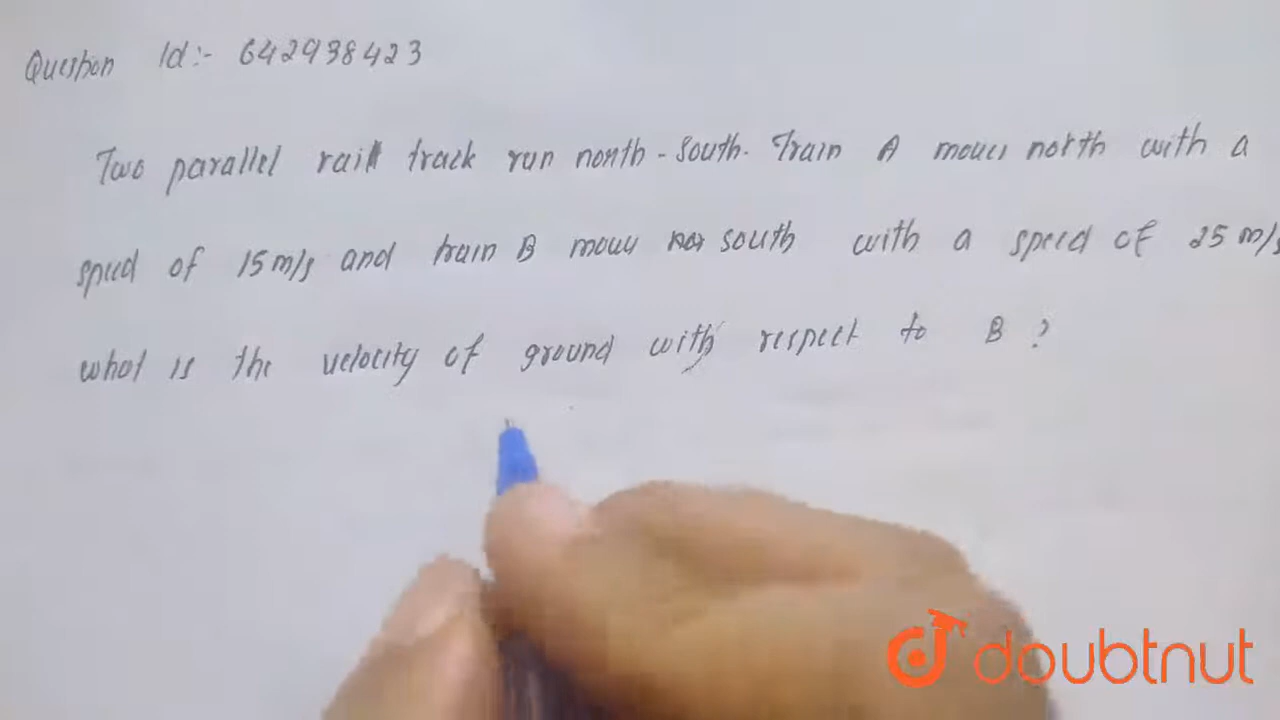 Question Id:- 642938423
Two parallel rail track run north - South. Train A moves north with a
speed of 15 m/s and train B moves south with a speed of 25 m/s
what is the velocity of ground with respect to B ?
doubtnut